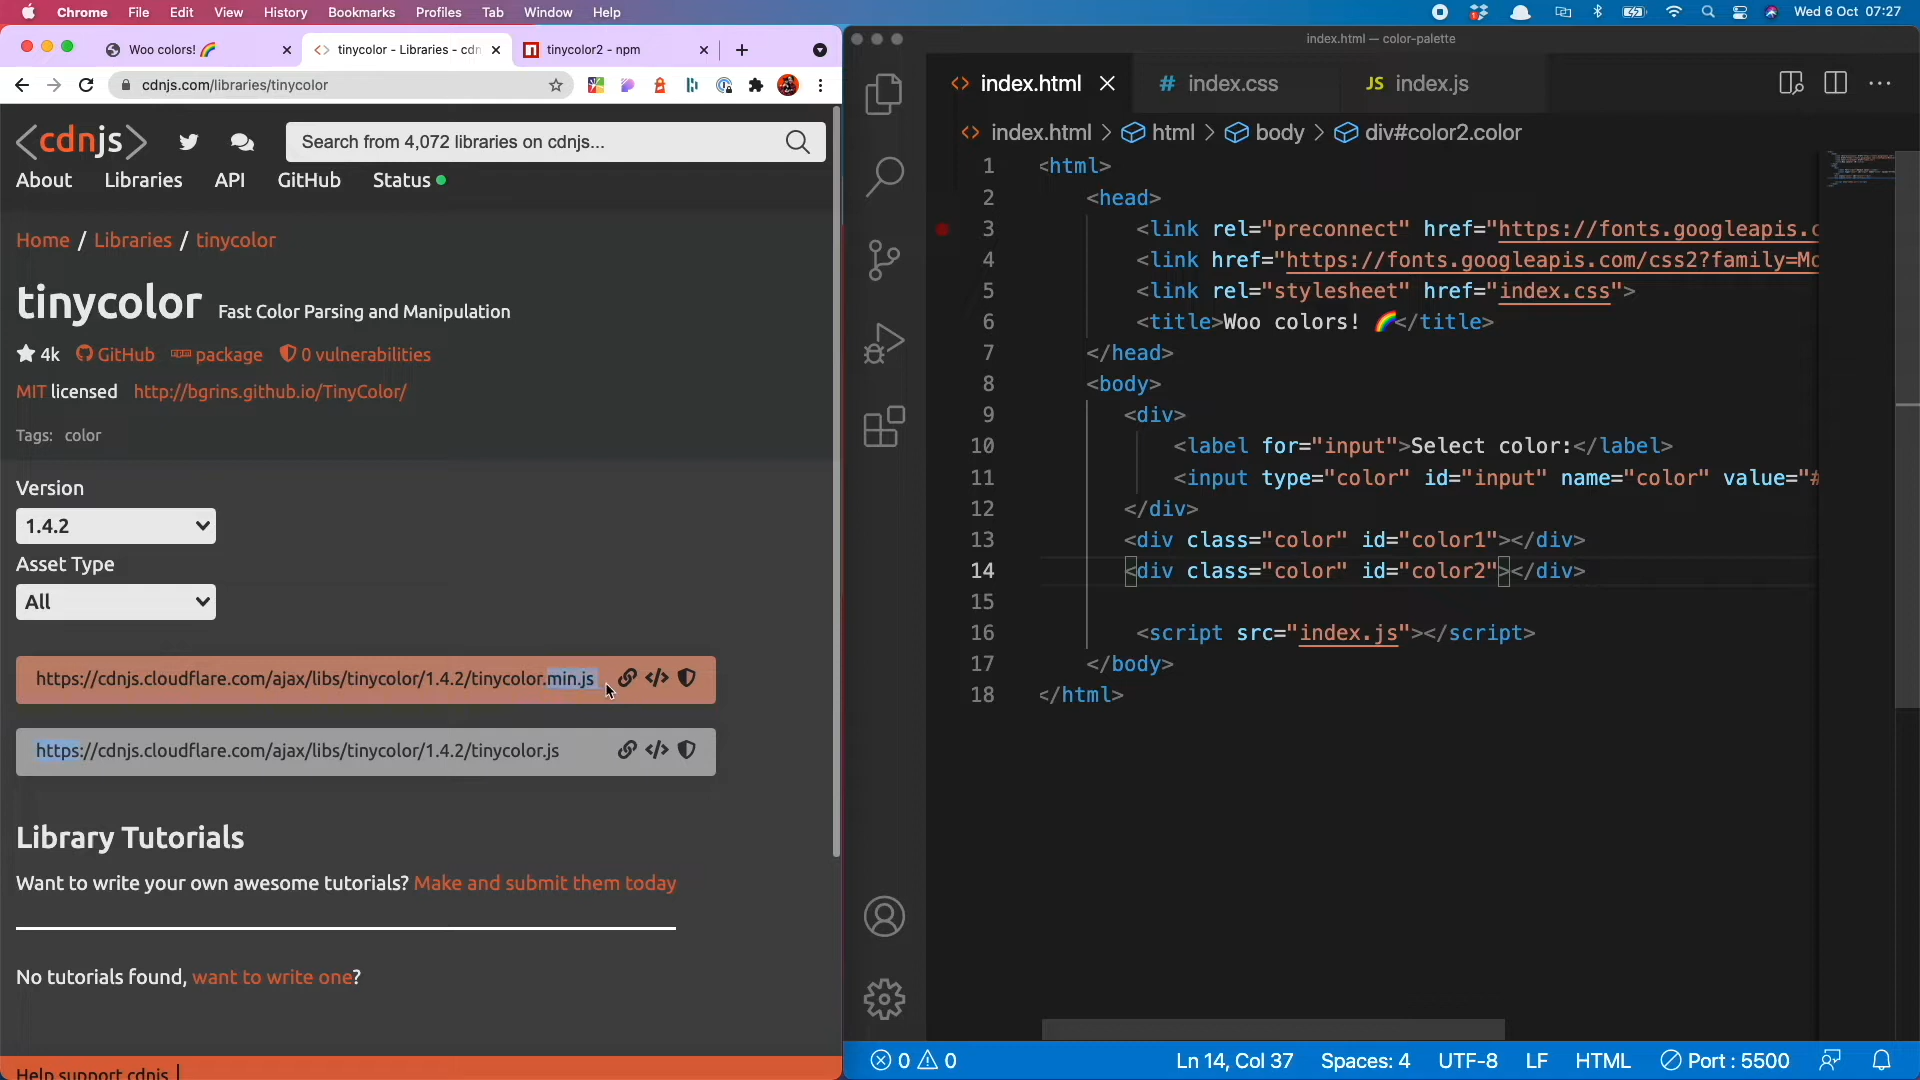 Chrome File Edit View History Bookmarks Profiles Tab Window Help Wed 6 Oct 07:27
Woo colors! 🌈 tinycolor - Libraries - cdn tinycolor2 - npm
cdnjs.com/libraries/tinycolor
<cdnjs> Search from 4,072 libraries on cdnjs...
About Libraries API GitHub Status
Home / Libraries / tinycolor
tinycolor Fast Color Parsing and Manipulation
4k GitHub package 0 vulnerabilities
MIT licensed http://bgrins.github.io/TinyColor/
Tags: color
Version
1.4.2
Asset Type
All
https://cdnjs.cloudflare.com/ajax/libs/tinycolor/1.4.2/tinycolor.min.js
https://cdnjs.cloudflare.com/ajax/libs/tinycolor/1.4.2/tinycolor.js
Library Tutorials
Want to write your own awesome tutorials? Make and submit them today
No tutorials found, want to write one?
Help support cdnjs
index.html — color-palette
index.html # index.css JS index.js
index.html > html > body > div#color2.color
1 <html>
2 <head>
3 <link rel="preconnect" href="https://fonts.googleapis.c
4 <link href="https://fonts.googleapis.com/css2?family=Mo
5 <link rel="stylesheet" href="index.css">
6 <title>Woo colors! 🌈</title>
7 </head>
8 <body>
9 <div>
10 <label for="input">Select color:</label>
11 <input type="color" id="input" name="color" value="#
12 </div>
13 <div class="color" id="color1"></div>
14 <div class="color" id="color2"></div>
15
16 <script src="index.js"></script>
17 </body>
18 </html>
0 0 Ln 14, Col 37 Spaces: 4 UTF-8 LF HTML Port : 5500